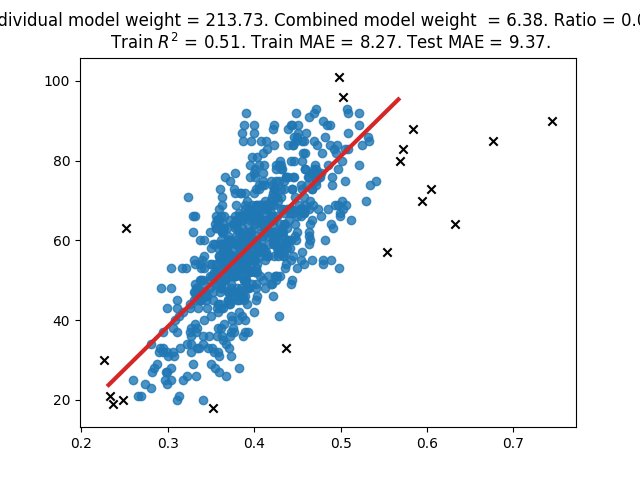 dividual model weight = 213.73. Combined model weight  = 6.38. Ratio = 0.0
Train R² = 0.51. Train MAE = 8.27. Test MAE = 9.37.
100
80
60
40
20
0.2 0.3 0.4 0.5 0.6 0.7